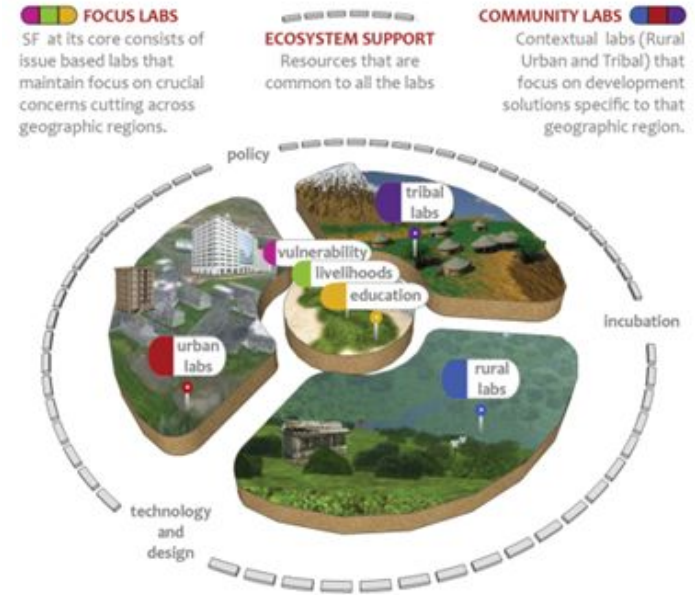 FOCUS LABS
SF at its core consists of
issue based labs that
maintain focus on crucial
concerns cutting across
geographic regions.
ECOSYSTEM SUPPORT
Resources that are
common to all the labs
COMMUNITY LABS
Contextual labs (Rural
Urban and Tribal) that
focus on development
solutions specific to that
geographic region.
policy
tribal
labs
vulnerability
livelihoods
education
incubation
urban
labs
rural
labs
technology
and
design